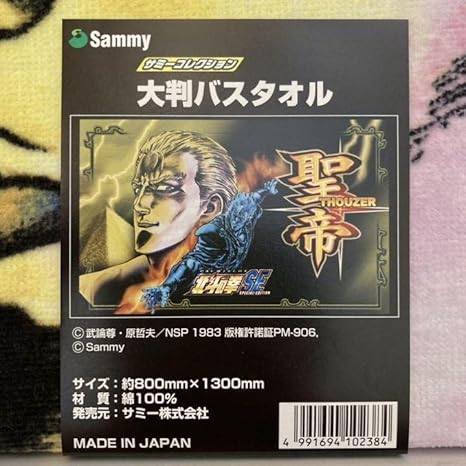 Sammy
サミーコレクション
大判バスタオル
聖帝
THOUZER
北斗の拳SE
SPECIAL EDITION
©武論尊・原哲夫／NSP 1983 版権許諾証PM-906,
©Sammy
サイズ：約800mm×1300mm
材　質：綿100%
発売元：サミー株式会社
MADE IN JAPAN
4 991694 102384